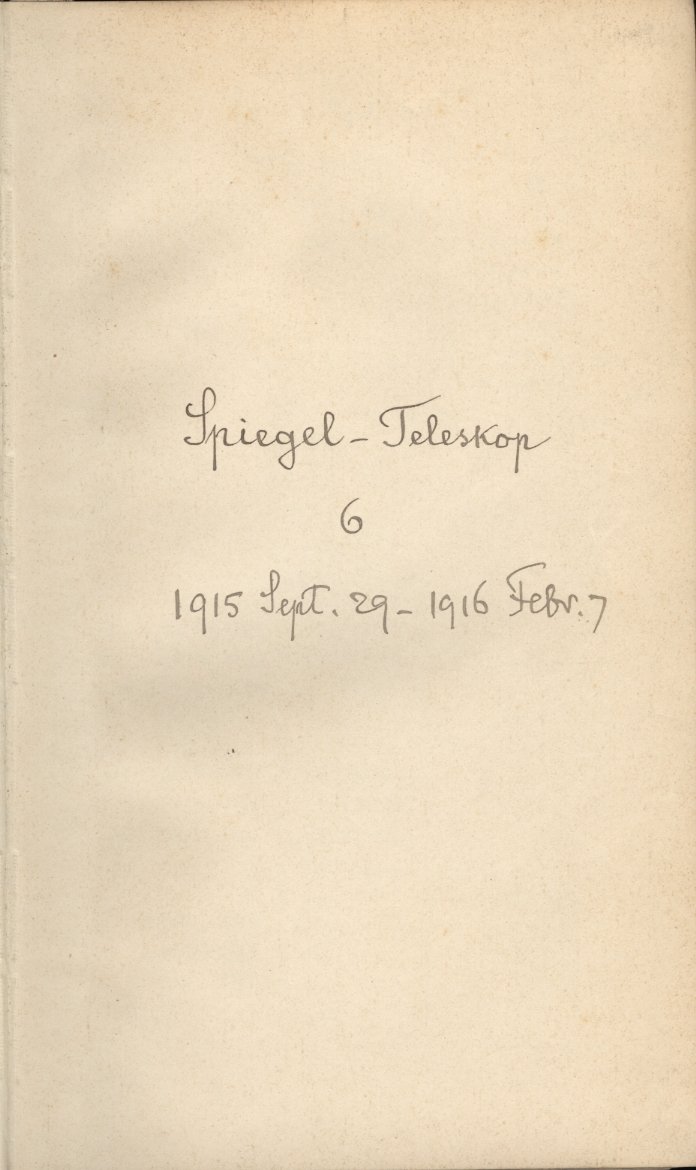 Spiegel - Teleskop
6
1915 Sept. 29 - 1916 Febr. 7